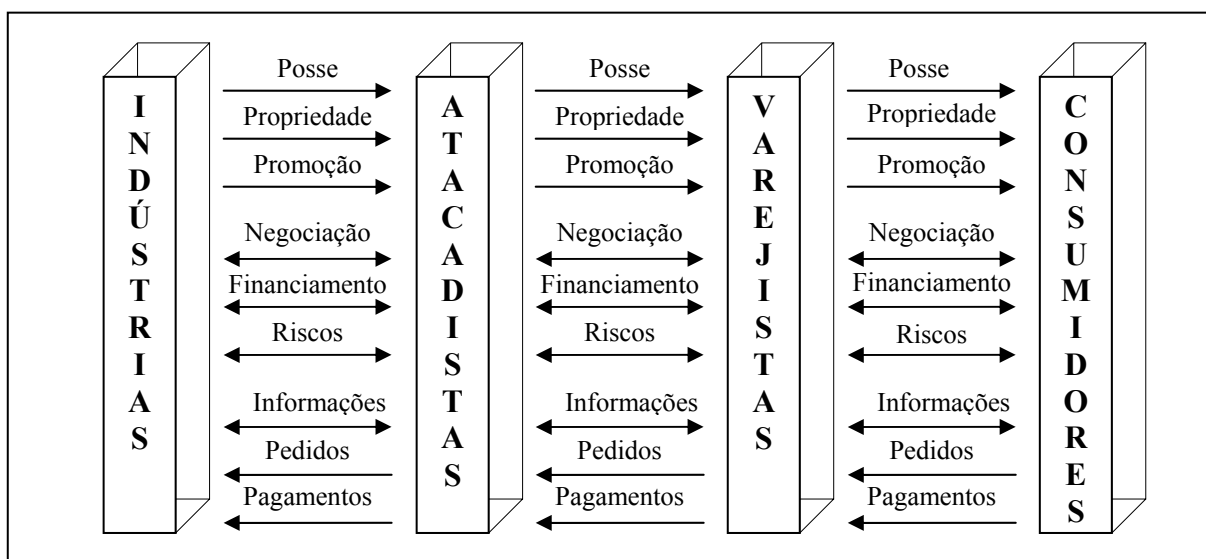 INDÚSTRIAS
Posse
Propriedade
Promoção
Negociação
Financiamento
Riscos
Informações
Pedidos
Pagamentos
ATACADISTAS
Posse
Propriedade
Promoção
Negociação
Financiamento
Riscos
Informações
Pedidos
Pagamentos
VAREJISTAS
Posse
Propriedade
Promoção
Negociação
Financiamento
Riscos
Informações
Pedidos
Pagamentos
CONSUMIDORES